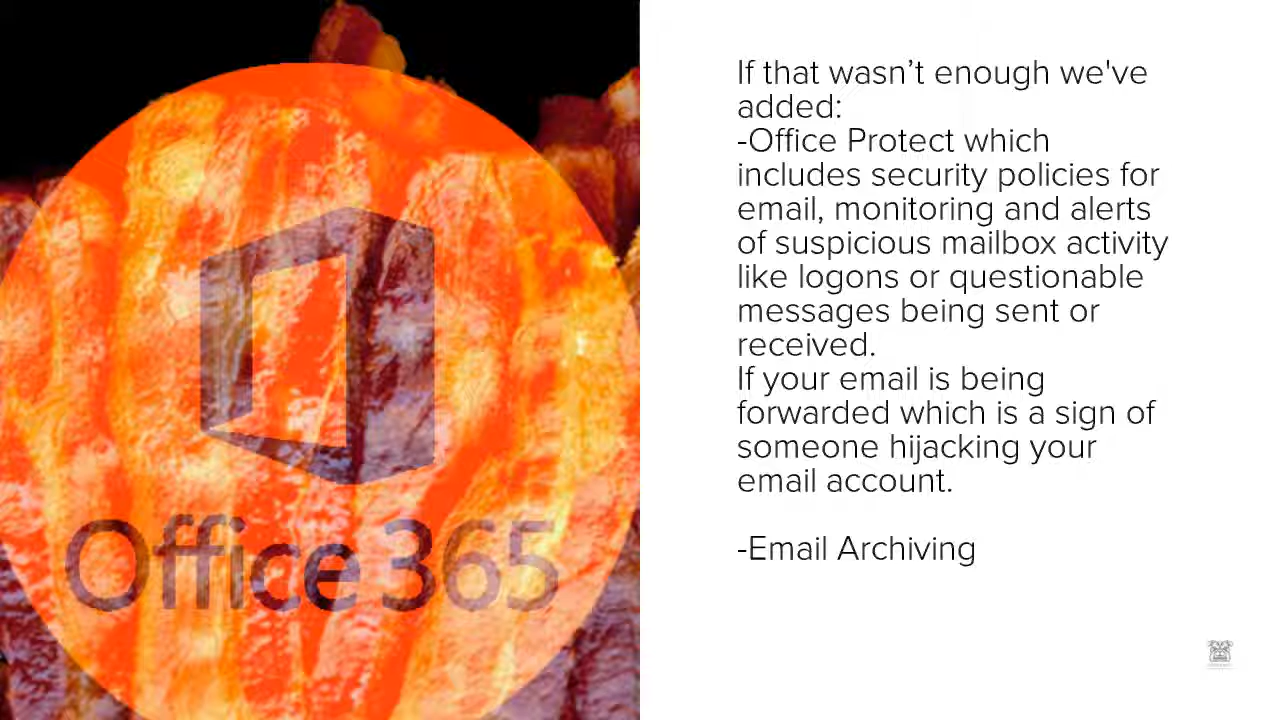 If that wasn’t enough we've
added:
-Office Protect which
includes security policies for
email, monitoring and alerts
of suspicious mailbox activity
like logons or questionable
messages being sent or
received.
If your email is being
forwarded which is a sign of
someone hijacking your
email account.
-Email Archiving
Office 365